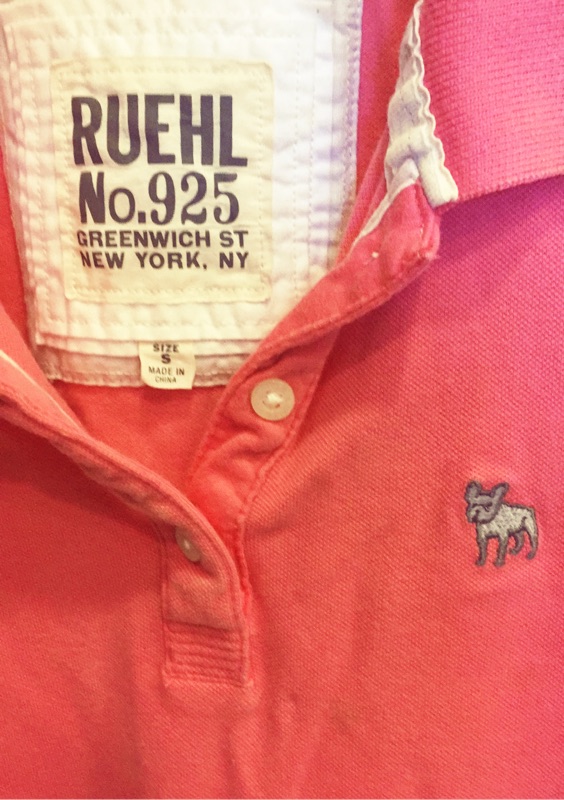 RUEHL
No.925
GREENWICH ST
NEW YORK, NY
SIZE
S
MADE IN
CHINA